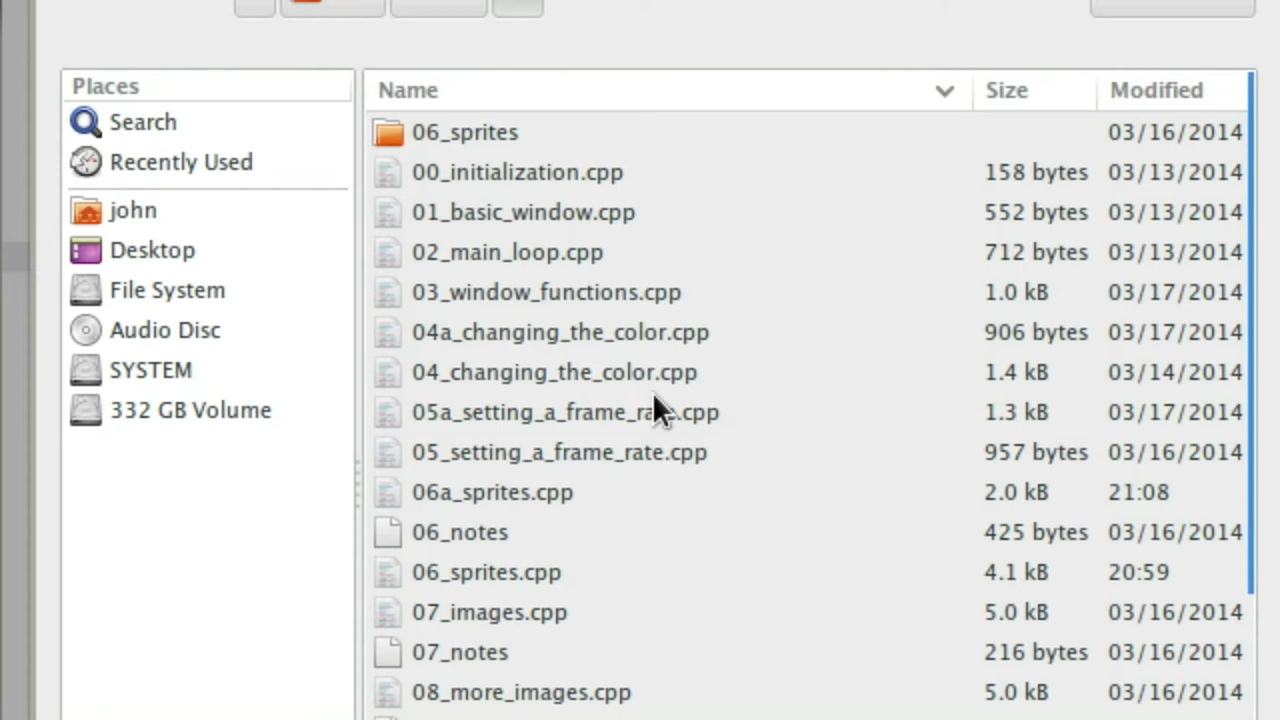 Places
Search
Recently Used
john
Desktop
File System
Audio Disc
SYSTEM
332 GB Volume
Name Size Modified
06_sprites 03/16/2014
00_initialization.cpp 158 bytes 03/13/2014
01_basic_window.cpp 552 bytes 03/13/2014
02_main_loop.cpp 712 bytes 03/13/2014
03_window_functions.cpp 1.0 kB 03/17/2014
04a_changing_the_color.cpp 906 bytes 03/17/2014
04_changing_the_color.cpp 1.4 kB 03/14/2014
05a_setting_a_frame_rate.cpp 1.3 kB 03/17/2014
05_setting_a_frame_rate.cpp 957 bytes 03/16/2014
06a_sprites.cpp 2.0 kB 21:08
06_notes 425 bytes 03/16/2014
06_sprites.cpp 4.1 kB 20:59
07_images.cpp 5.0 kB 03/16/2014
07_notes 216 bytes 03/16/2014
08_more_images.cpp 5.0 kB 03/16/2014